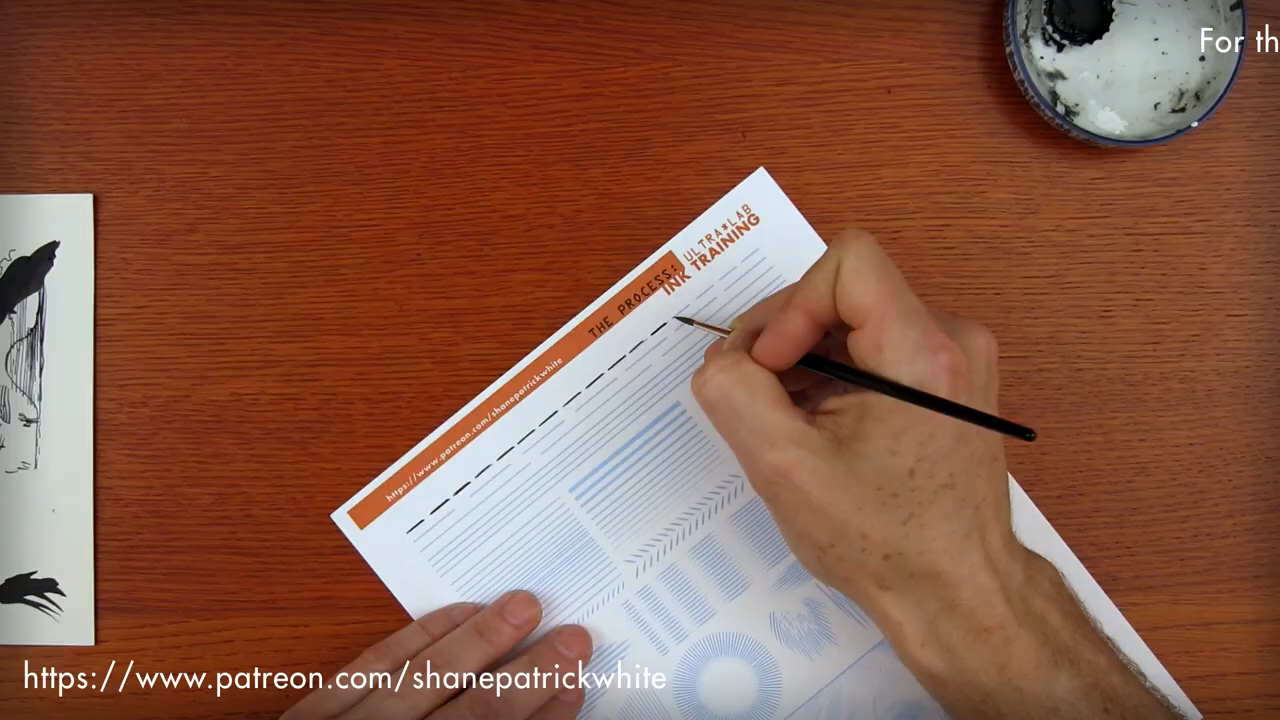 For th
ULTRA*LAB
THE PROCESS: INK TRAINING
https://www.patreon.com/shanepatrickwhite
https://www.patreon.com/shanepatrickwhite